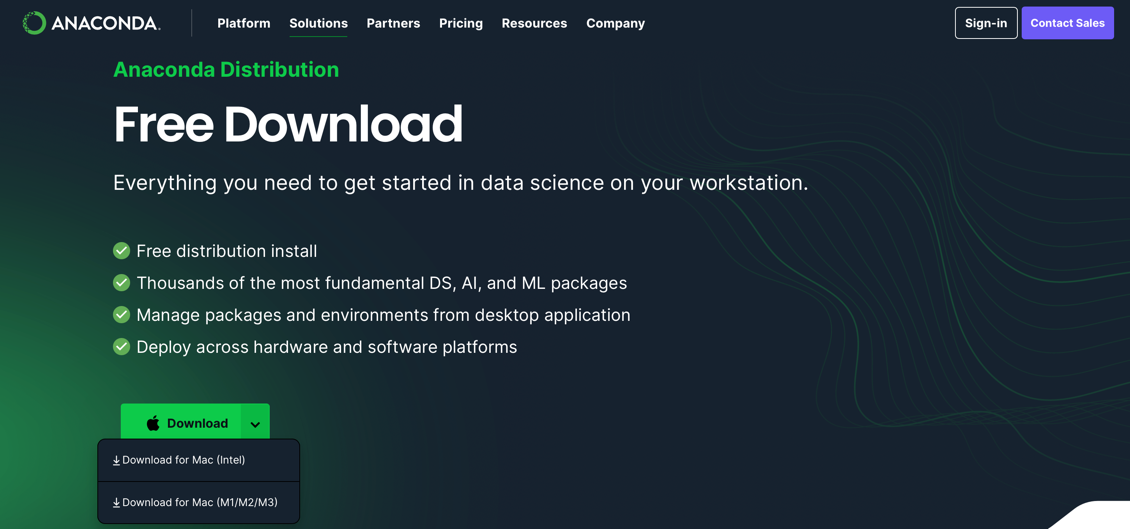 ANACONDA.
Platform Solutions Partners Pricing Resources Company
Sign-in Contact Sales
Anaconda Distribution
Free Download
Everything you need to get started in data science on your workstation.
Free distribution install
Thousands of the most fundamental DS, AI, and ML packages
Manage packages and environments from desktop application
Deploy across hardware and software platforms
Download
Download for Mac (Intel)
Download for Mac (M1/M2/M3)